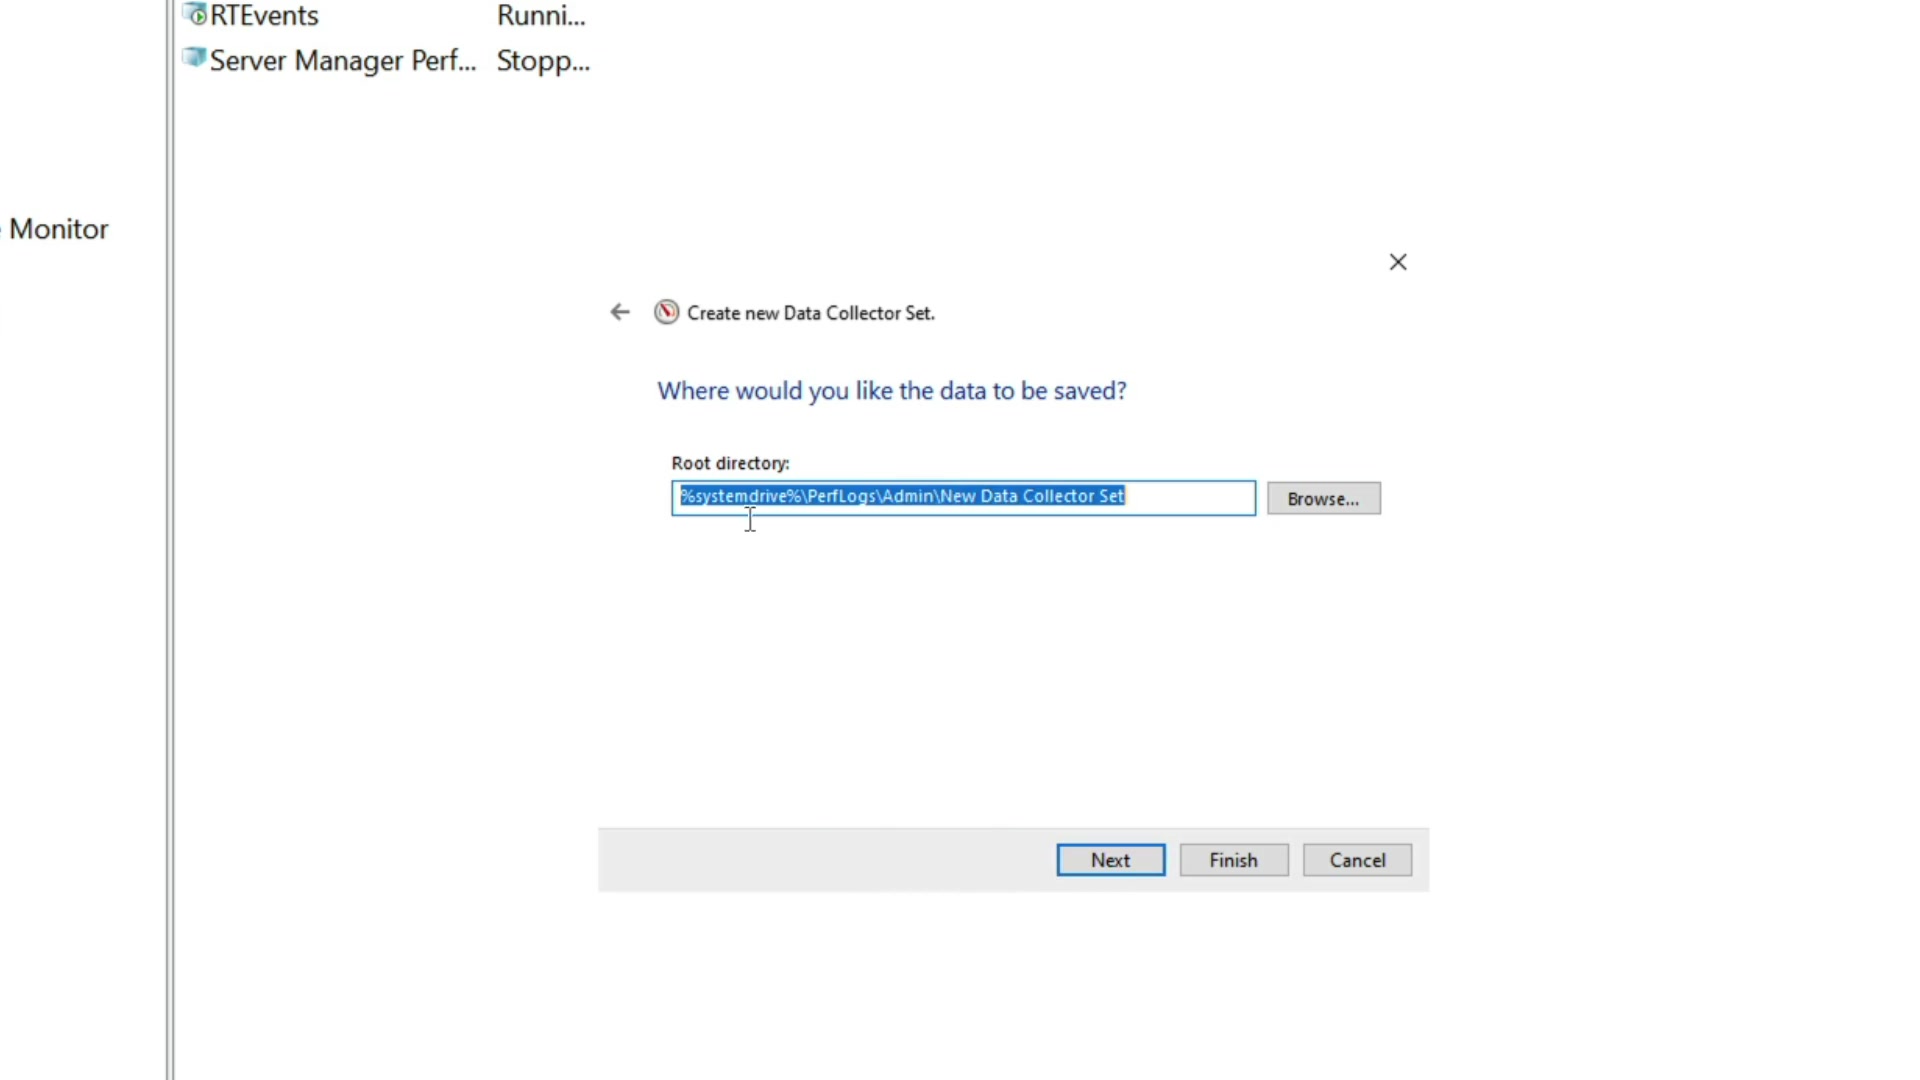 RTEvents Runni...
Server Manager Perf... Stopp...
Monitor
Create new Data Collector Set.
Where would you like the data to be saved?
Root directory:
%systemdrive%\PerfLogs\Admin\New Data Collector Set Browse...
Next Finish Cancel